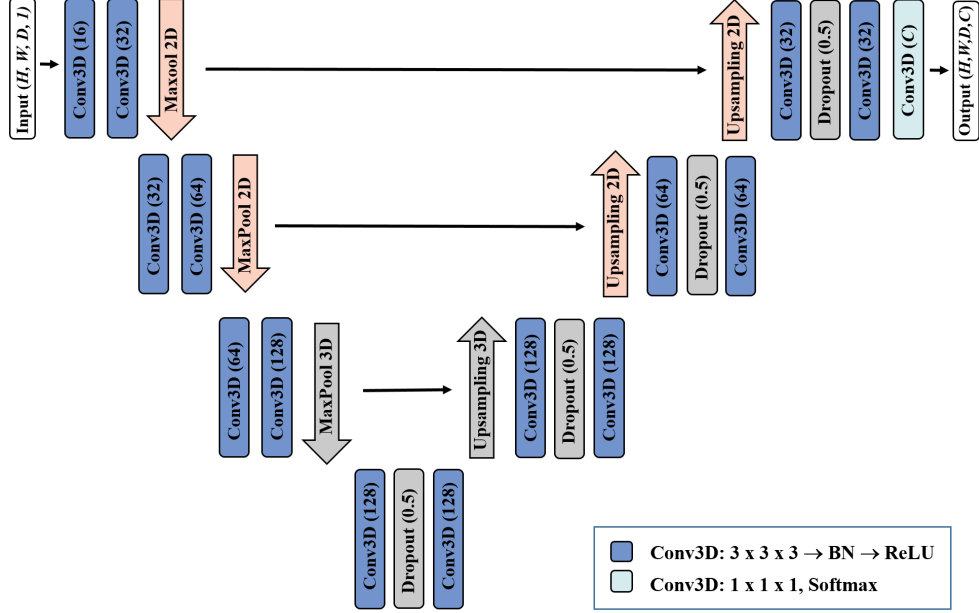 Input (H, W, D, 1)
Conv3D (16)
Conv3D (32)
Maxool 2D
Upsampling 2D
Conv3D (32)
Dropout (0.5)
Conv3D (32)
Conv3D (C)
Output (H,W,D,C)
Conv3D (32)
Conv3D (64)
MaxPool 2D
Upsampling 2D
Conv3D (64)
Dropout (0.5)
Conv3D (64)
Conv3D (64)
Conv3D (128)
MaxPool 3D
Upsampling 3D
Conv3D (128)
Dropout (0.5)
Conv3D (128)
Conv3D (128)
Dropout (0.5)
Conv3D (128)
Conv3D: 3 x 3 x 3 → BN → ReLU
Conv3D: 1 x 1 x 1, Softmax